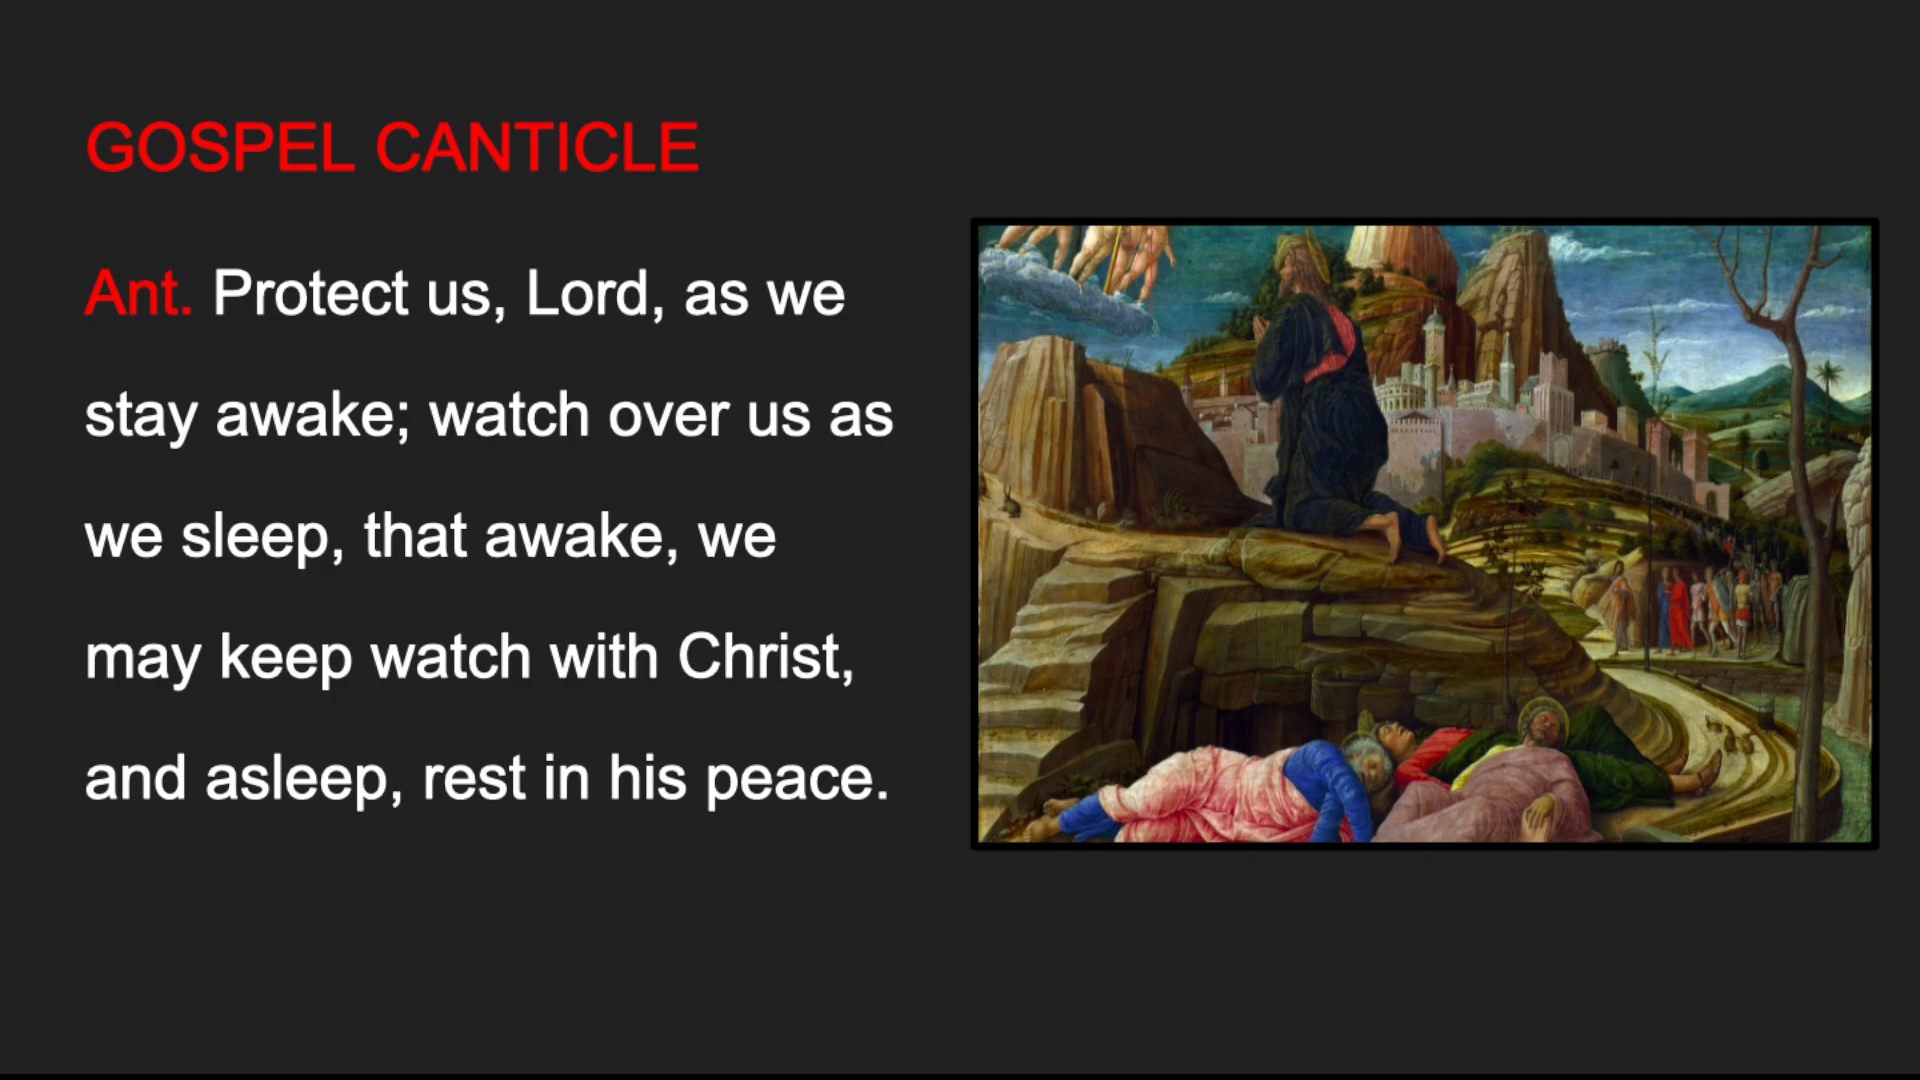 GOSPEL CANTICLE
Ant. Protect us, Lord, as we
stay awake; watch over us as
we sleep, that awake, we
may keep watch with Christ,
and asleep, rest in his peace.